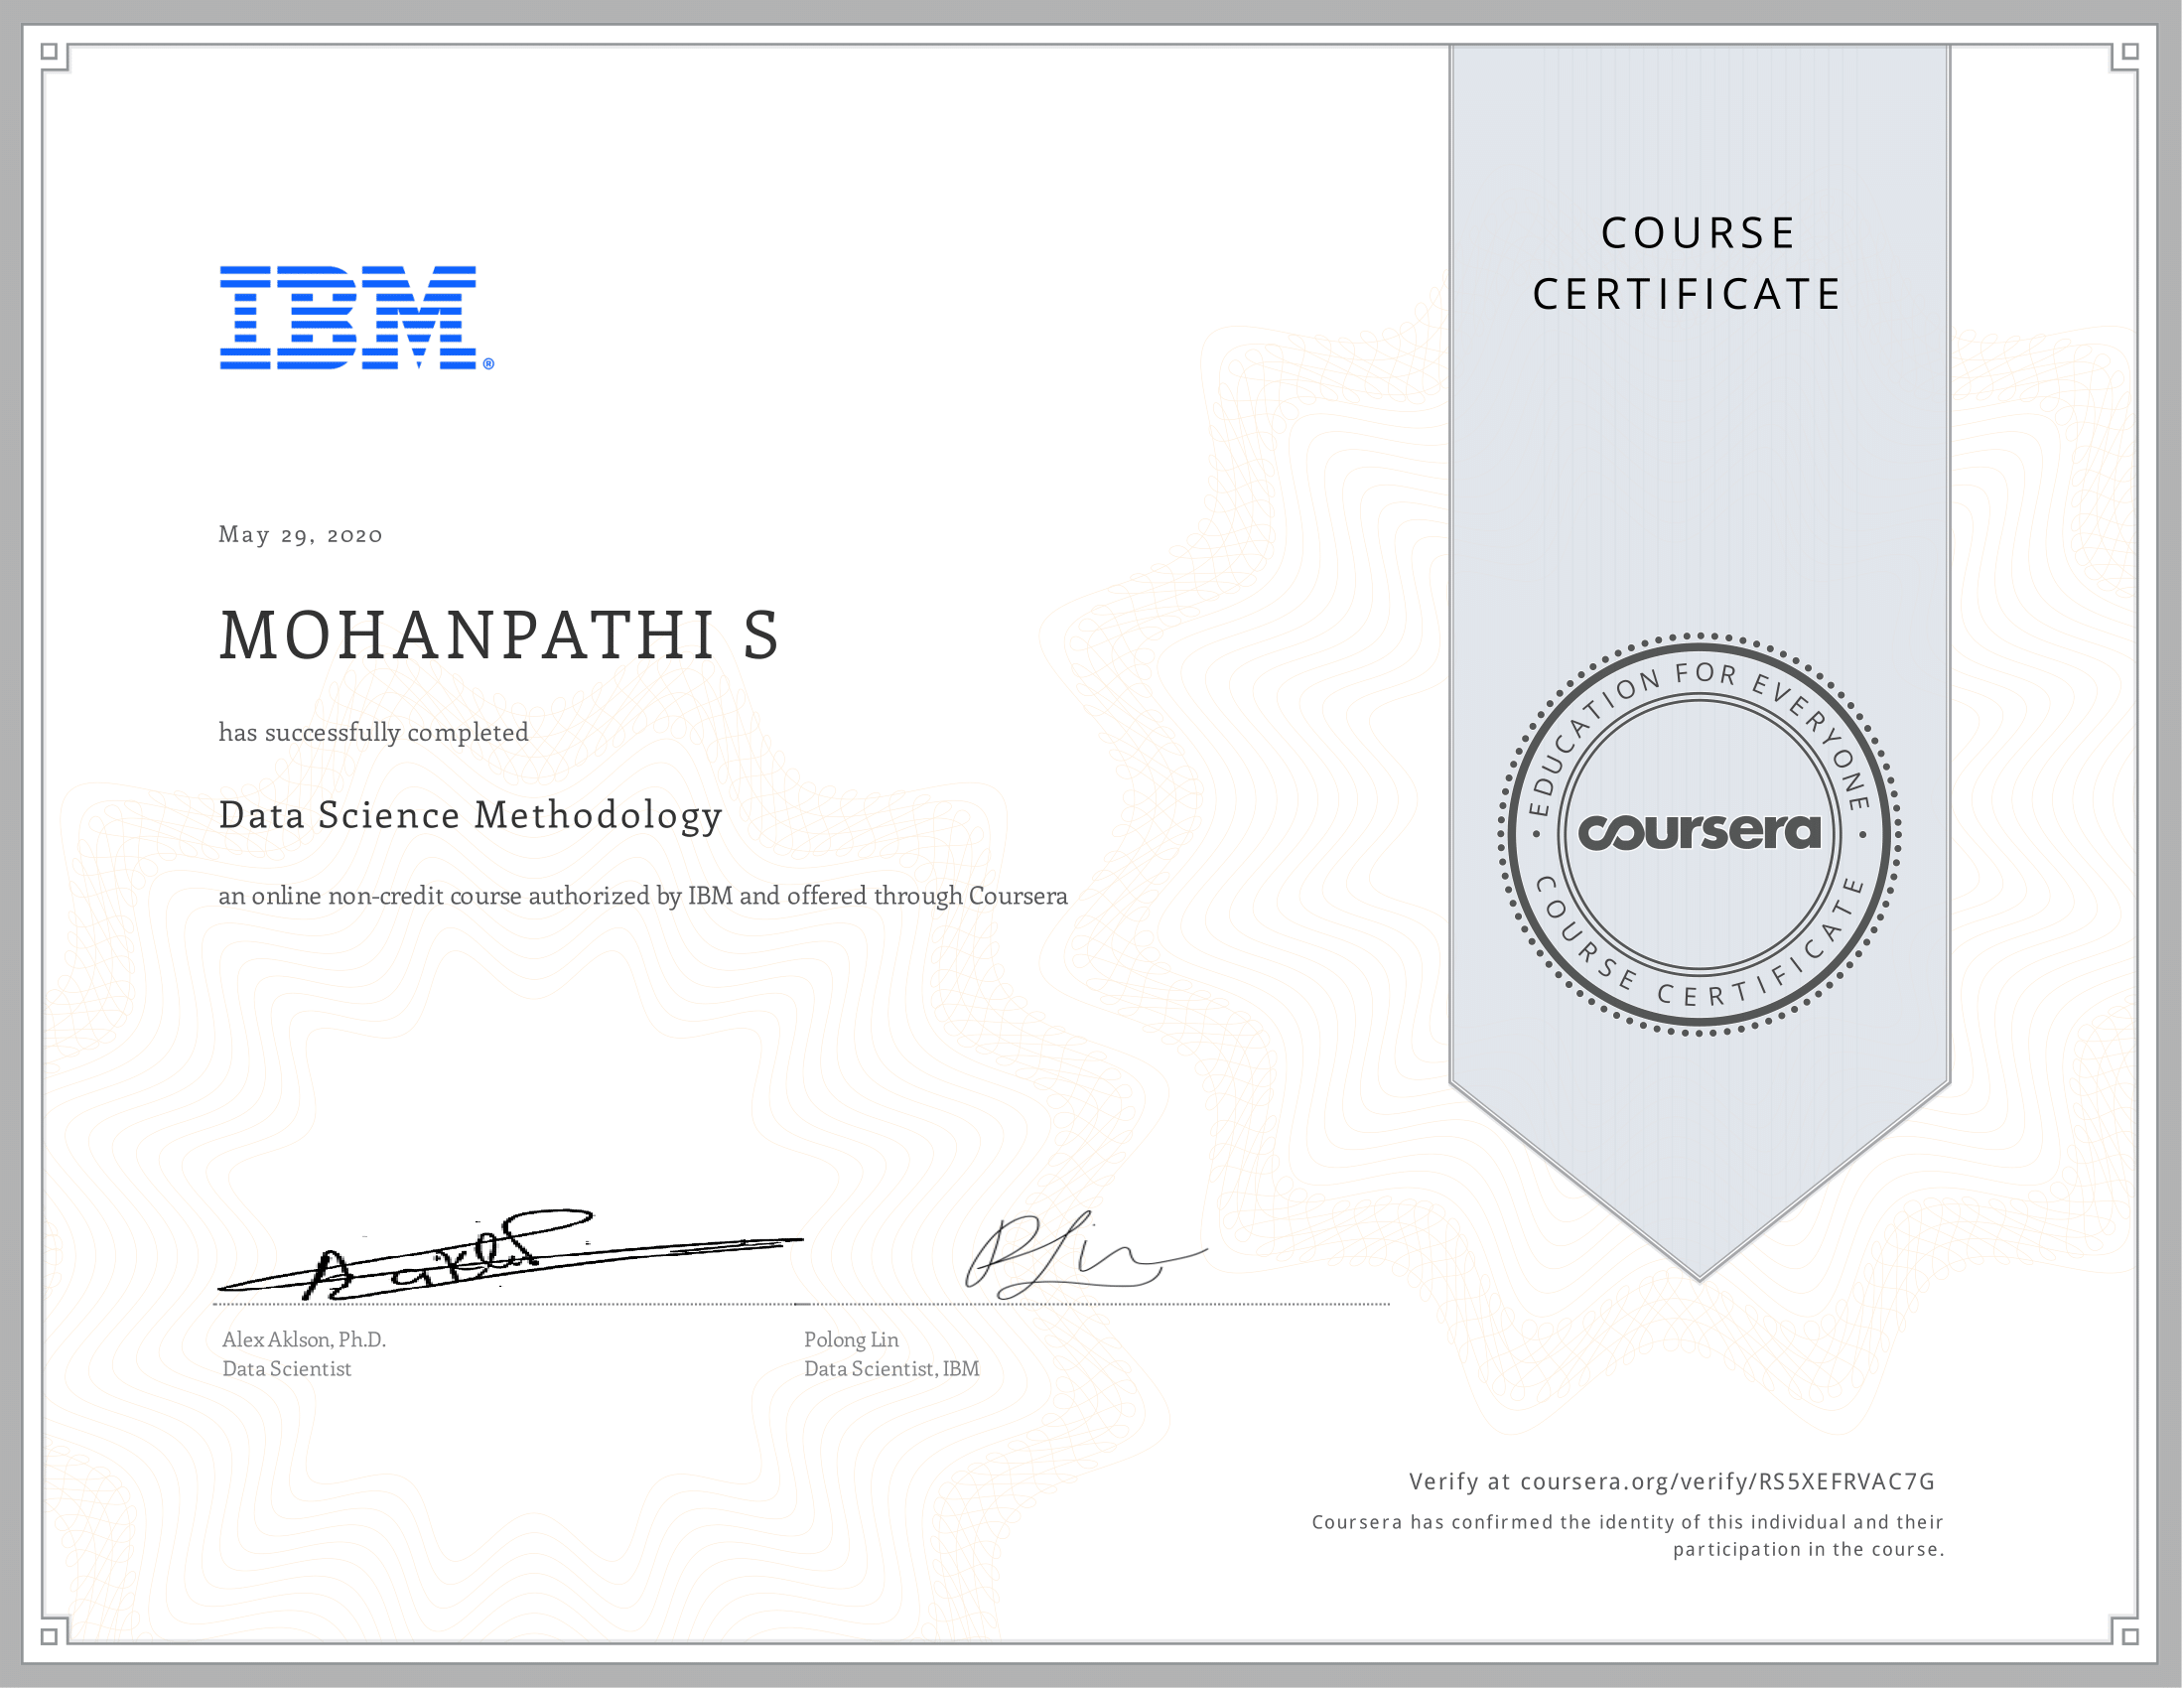 IBM®
May 29, 2020
MOHANPATHI S
has successfully completed
Data Science Methodology
an online non-credit course authorized by IBM and offered through Coursera
Alex Aklson, Ph.D.
Data Scientist
Polong Lin
Data Scientist, IBM
COURSE
CERTIFICATE
EDUCATION FOR EVERYONE
coursera
COURSE CERTIFICATE
Verify at coursera.org/verify/RS5XEFRVAC7G
Coursera has confirmed the identity of this individual and their
participation in the course.